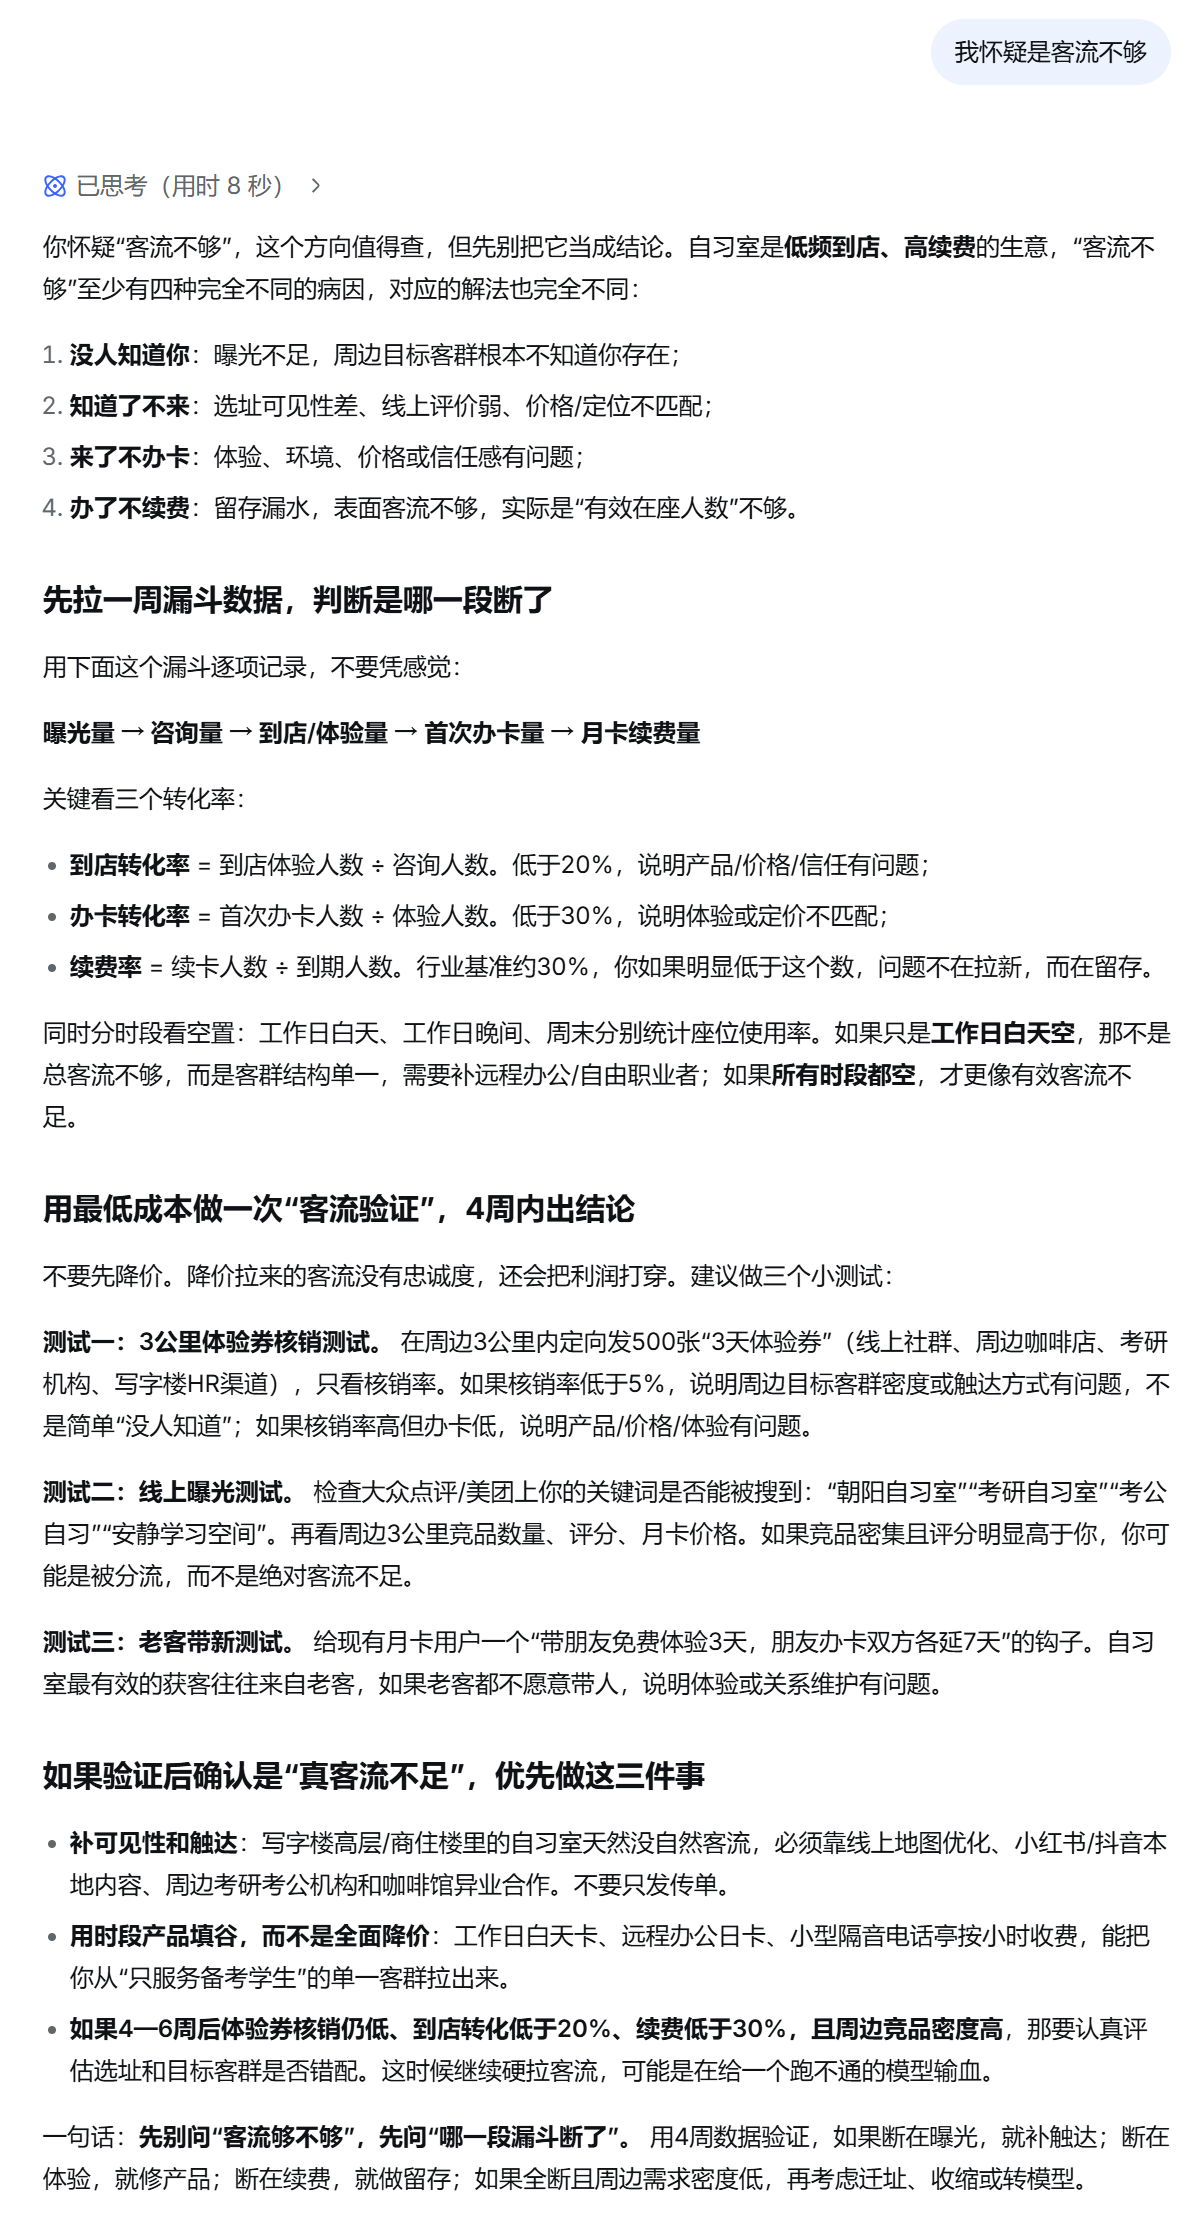 我怀疑是客流不够
已思考（用时 8 秒）
你怀疑“客流不够”，这个方向值得查，但先别把它当成结论。自习室是低频到店、高续费的生意，“客流不
够”至少有四种完全不同的病因，对应的解法也完全不同：
1. 没人知道你：曝光不足，周边目标客群根本不知道你存在；
2. 知道了不来：选址可见性差、线上评价弱、价格/定位不匹配；
3. 来了不办卡：体验、环境、价格或信任感有问题；
4. 办了不续费：留存漏水，表面客流不够，实际是“有效在座人数”不够。
先拉一周漏斗数据，判断是哪一段断了
用下面这个漏斗逐项记录，不要凭感觉：
曝光量 → 咨询量 → 到店/体验量 → 首次办卡量 → 月卡续费量
关键看三个转化率：
• 到店转化率 = 到店体验人数 ÷ 咨询人数。低于20%，说明产品/价格/信任有问题；
• 办卡转化率 = 首次办卡人数 ÷ 体验人数。低于30%，说明体验或定价不匹配；
• 续费率 = 续卡人数 ÷ 到期人数。行业基准约30%，你如果明显低于这个数，问题不在拉新，而在留存。
同时分时段看空置：工作日白天、工作日晚间、周末分别统计座位使用率。如果只是工作日白天空，那不是
总客流不够，而是客群结构单一，需要补远程办公/自由职业者；如果所有时段都空，才更像有效客流不
足。
用最低成本做一次“客流验证”，4周内出结论
不要先降价。降价拉来的客流没有忠诚度，还会把利润打穿。建议做三个小测试：
测试一：3公里体验券核销测试。 在周边3公里内定向发500张“3天体验券”（线上社群、周边咖啡店、考研
机构、写字楼HR渠道），只看核销率。如果核销率低于5%，说明周边目标客群密度或触达方式有问题，不
是简单“没人知道”；如果核销率高但办卡低，说明产品/价格/体验有问题。
测试二：线上曝光测试。 检查大众点评/美团上你的关键词是否能被搜到：“朝阳自习室”“考研自习室”“考公
自习”“安静学习空间”。再看周边3公里竞品数量、评分、月卡价格。如果竞品密集且评分明显高于你，你可
能是被分流，而不是绝对客流不足。
测试三：老客带新测试。 给现有月卡用户一个“带朋友免费体验3天，朋友办卡双方各延7天”的钩子。自习
室最有效的获客往往来自老客，如果老客都不愿意带人，说明体验或关系维护有问题。
如果验证后确认是“真客流不足”，优先做这三件事
• 补可见性和触达：写字楼高层/商住楼里的自习室天然没自然客流，必须靠线上地图优化、小红书/抖音本
地内容、周边考研考公机构和咖啡馆异业合作。不要只发传单。
• 用时段产品填谷，而不是全面降价：工作日白天卡、远程办公日卡、小型隔音电话亭按小时收费，能把
你从“只服务备考学生”的单一客群拉出来。
• 如果4—6周后体验券核销仍低、到店转化低于20%、续费低于30%，且周边竞品密度高，那要认真评
估选址和目标客群是否错配。这时候继续硬拉客流，可能是在给一个跑不通的模型输血。
一句话：先别问“客流够不够”，先问“哪一段漏斗断了”。 用4周数据验证，如果断在曝光，就补触达；断在
体验，就修产品；断在续费，就做留存；如果全断且周边需求密度低，再考虑迁址、收缩或转模型。